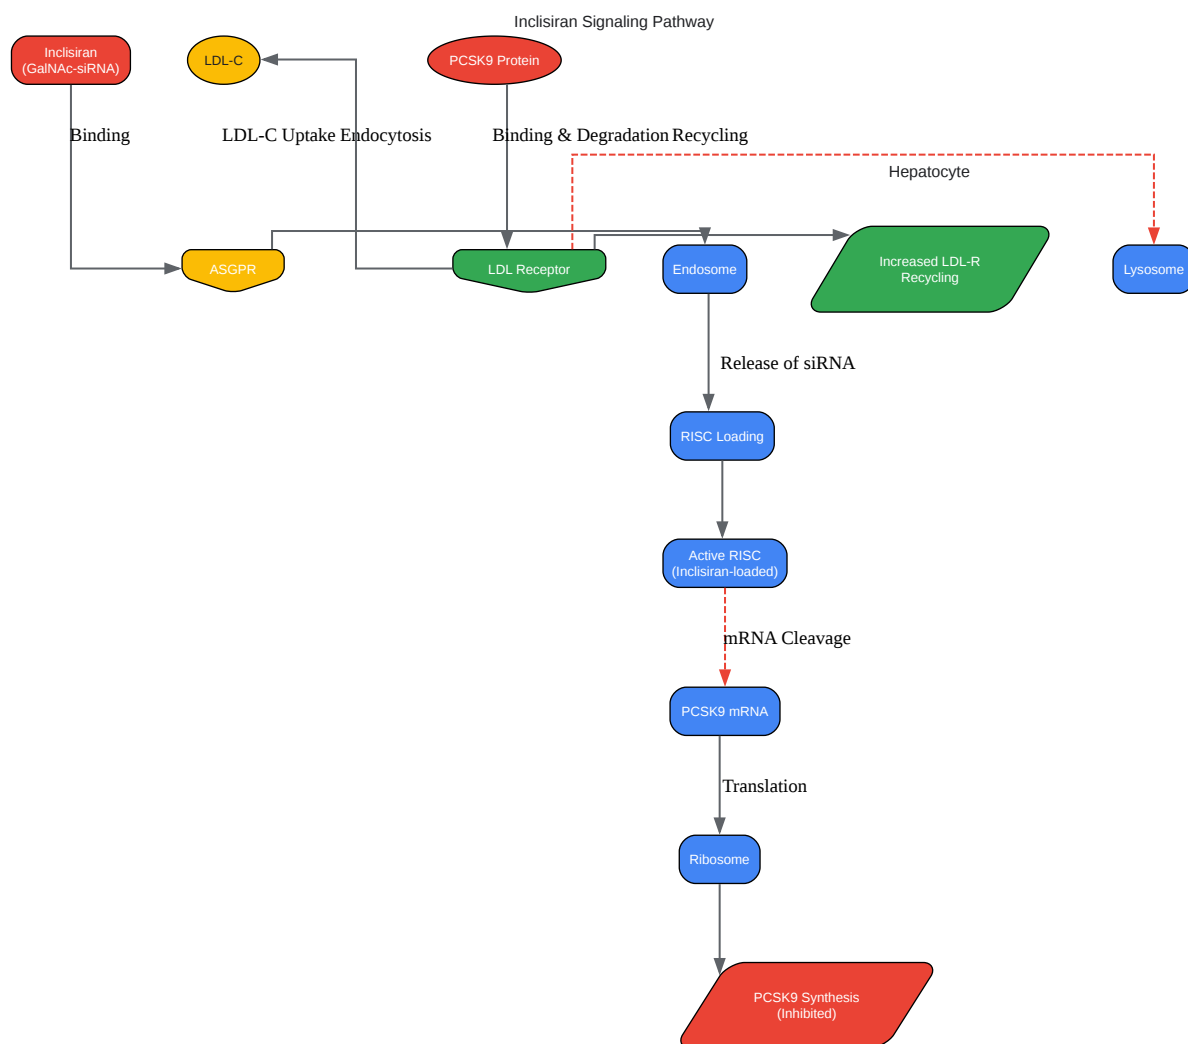 Inclisiran Signaling Pathway
Inclisiran
(GalNAc-siRNA)
LDL-C
PCSK9 Protein
Binding
LDL-C Uptake
Endocytosis
Binding & Degradation
Recycling
Hepatocyte
ASGPR
LDL Receptor
Endosome
Increased LDL-R
Recycling
Lysosome
Release of siRNA
RISC Loading
Active RISC
(Inclisiran-loaded)
mRNA Cleavage
PCSK9 mRNA
Translation
Ribosome
PCSK9 Synthesis
(Inhibited)